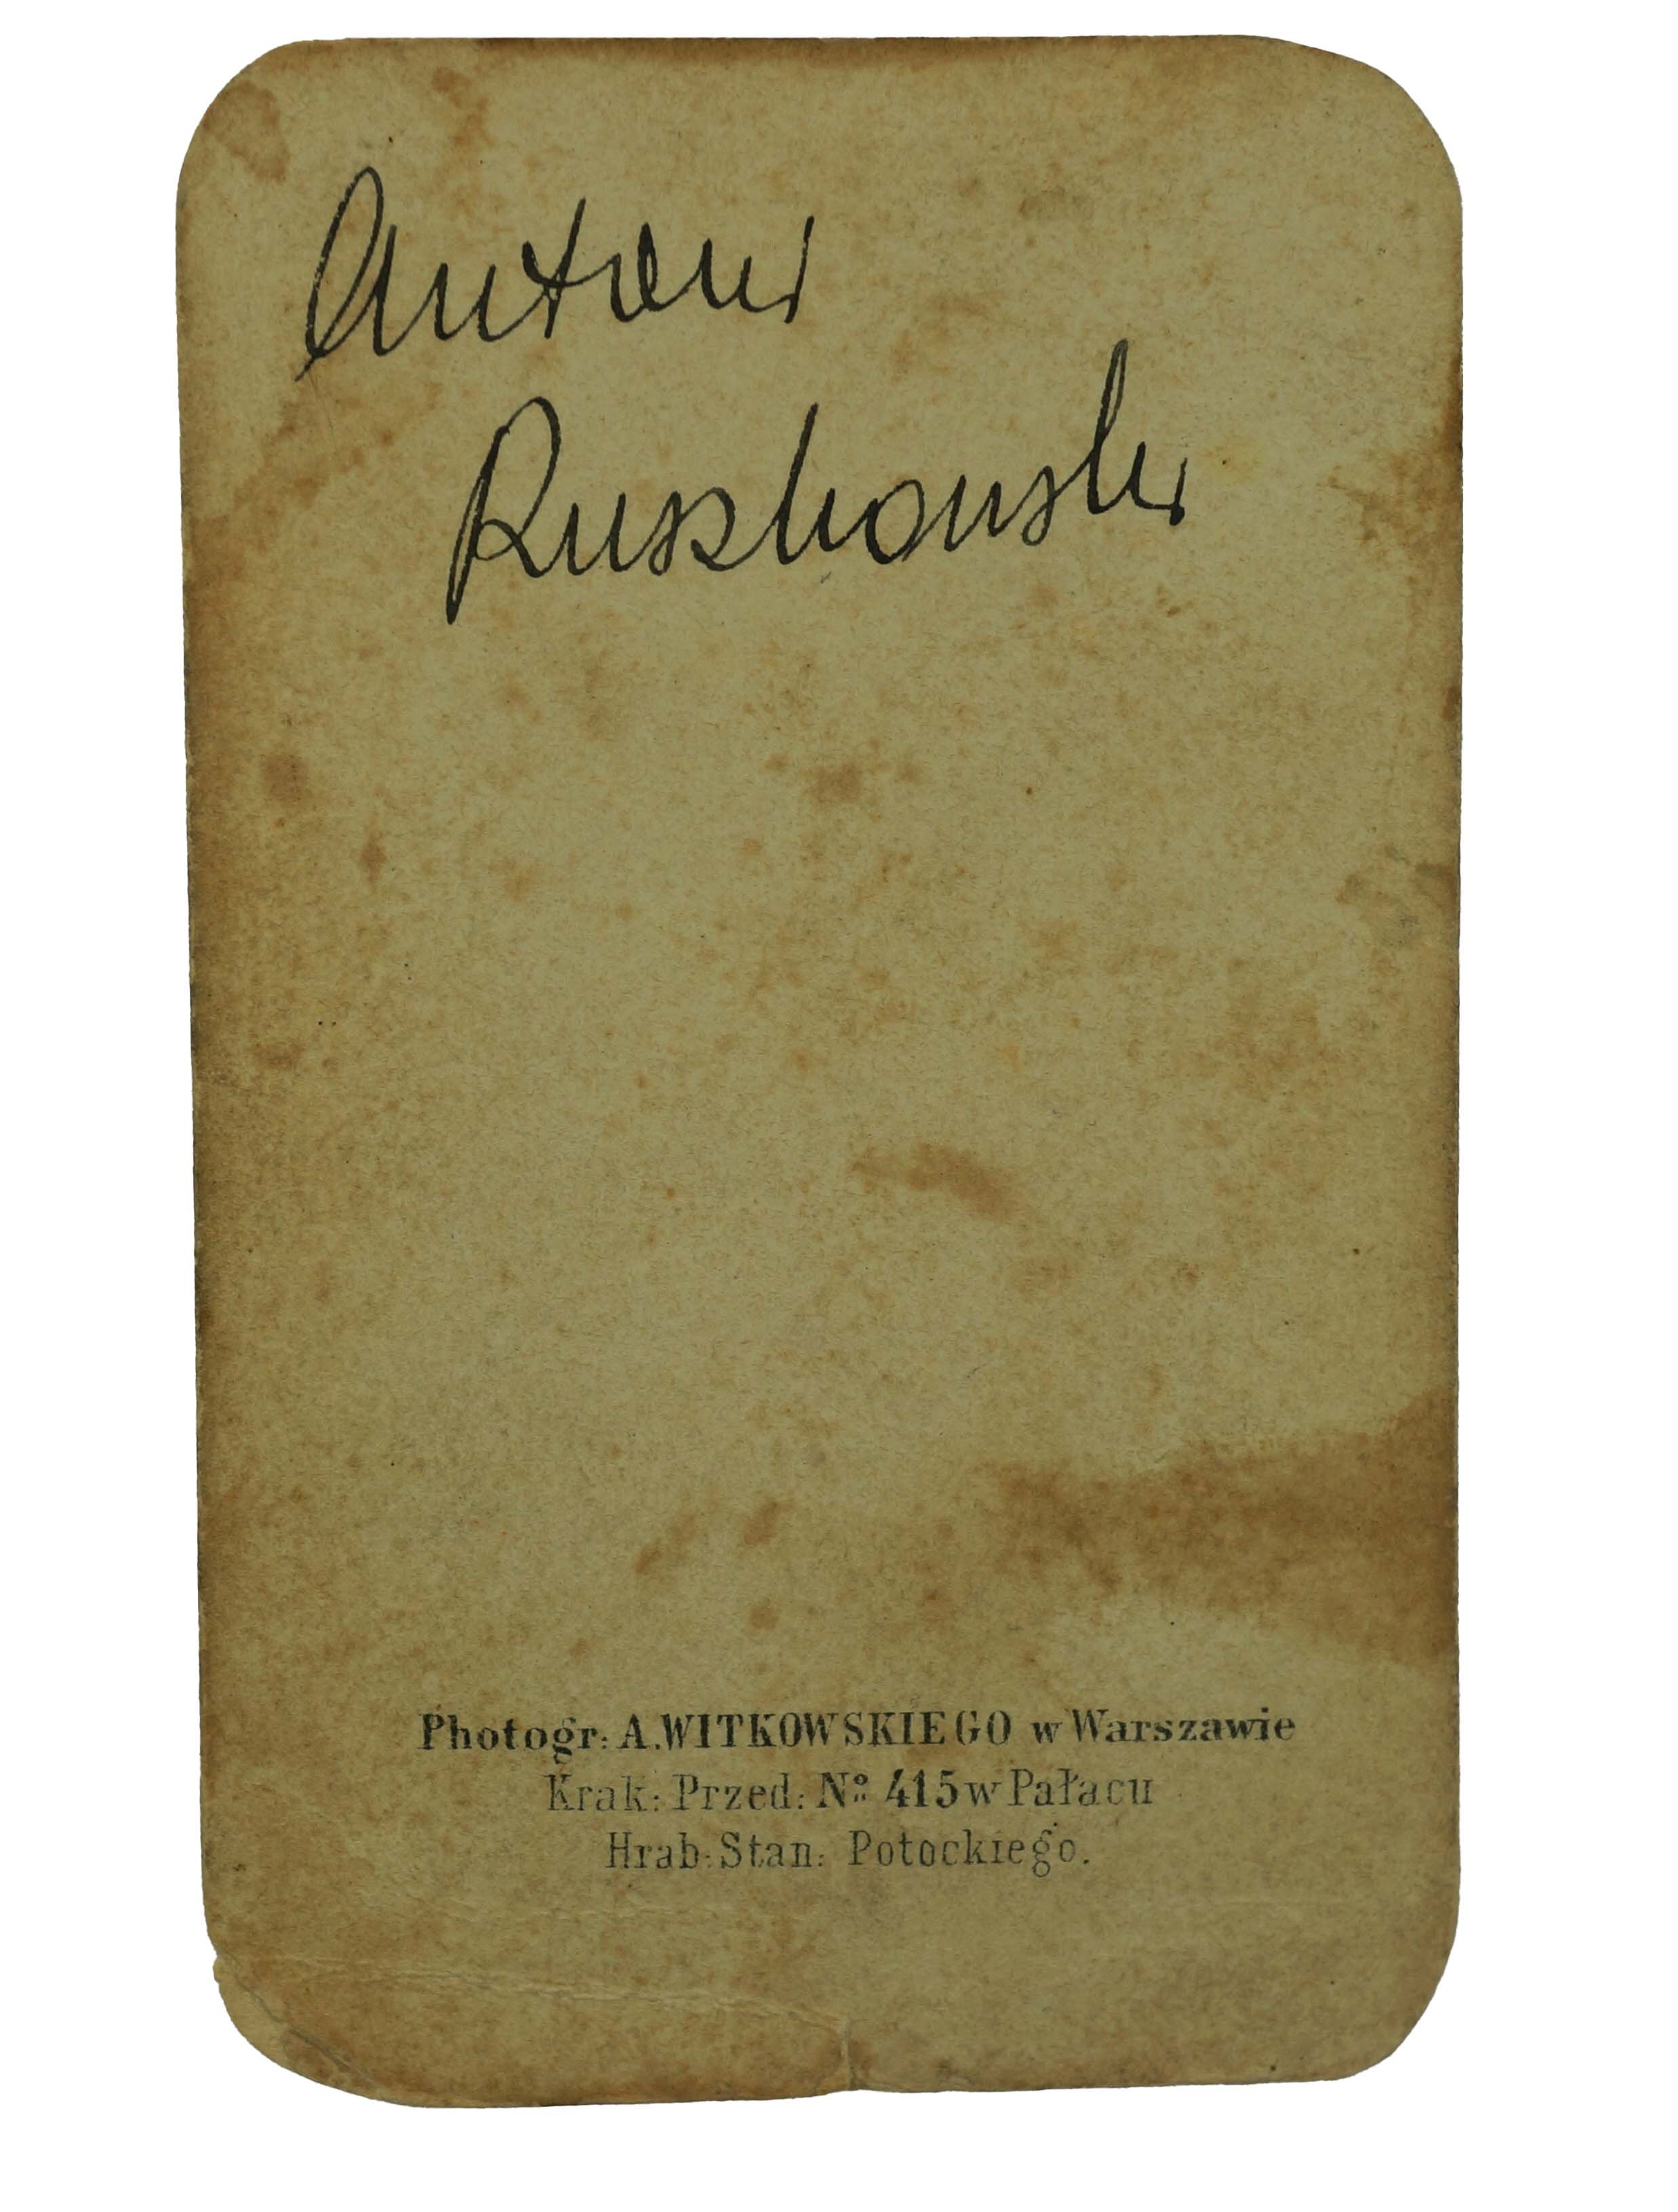 Antoni
Ruszkowski
Photogr: A. WITKOWSKIEGO w Warszawie
Krak: Przed: No 415 w Pałacu
Hrab: Stan: Potockiego.